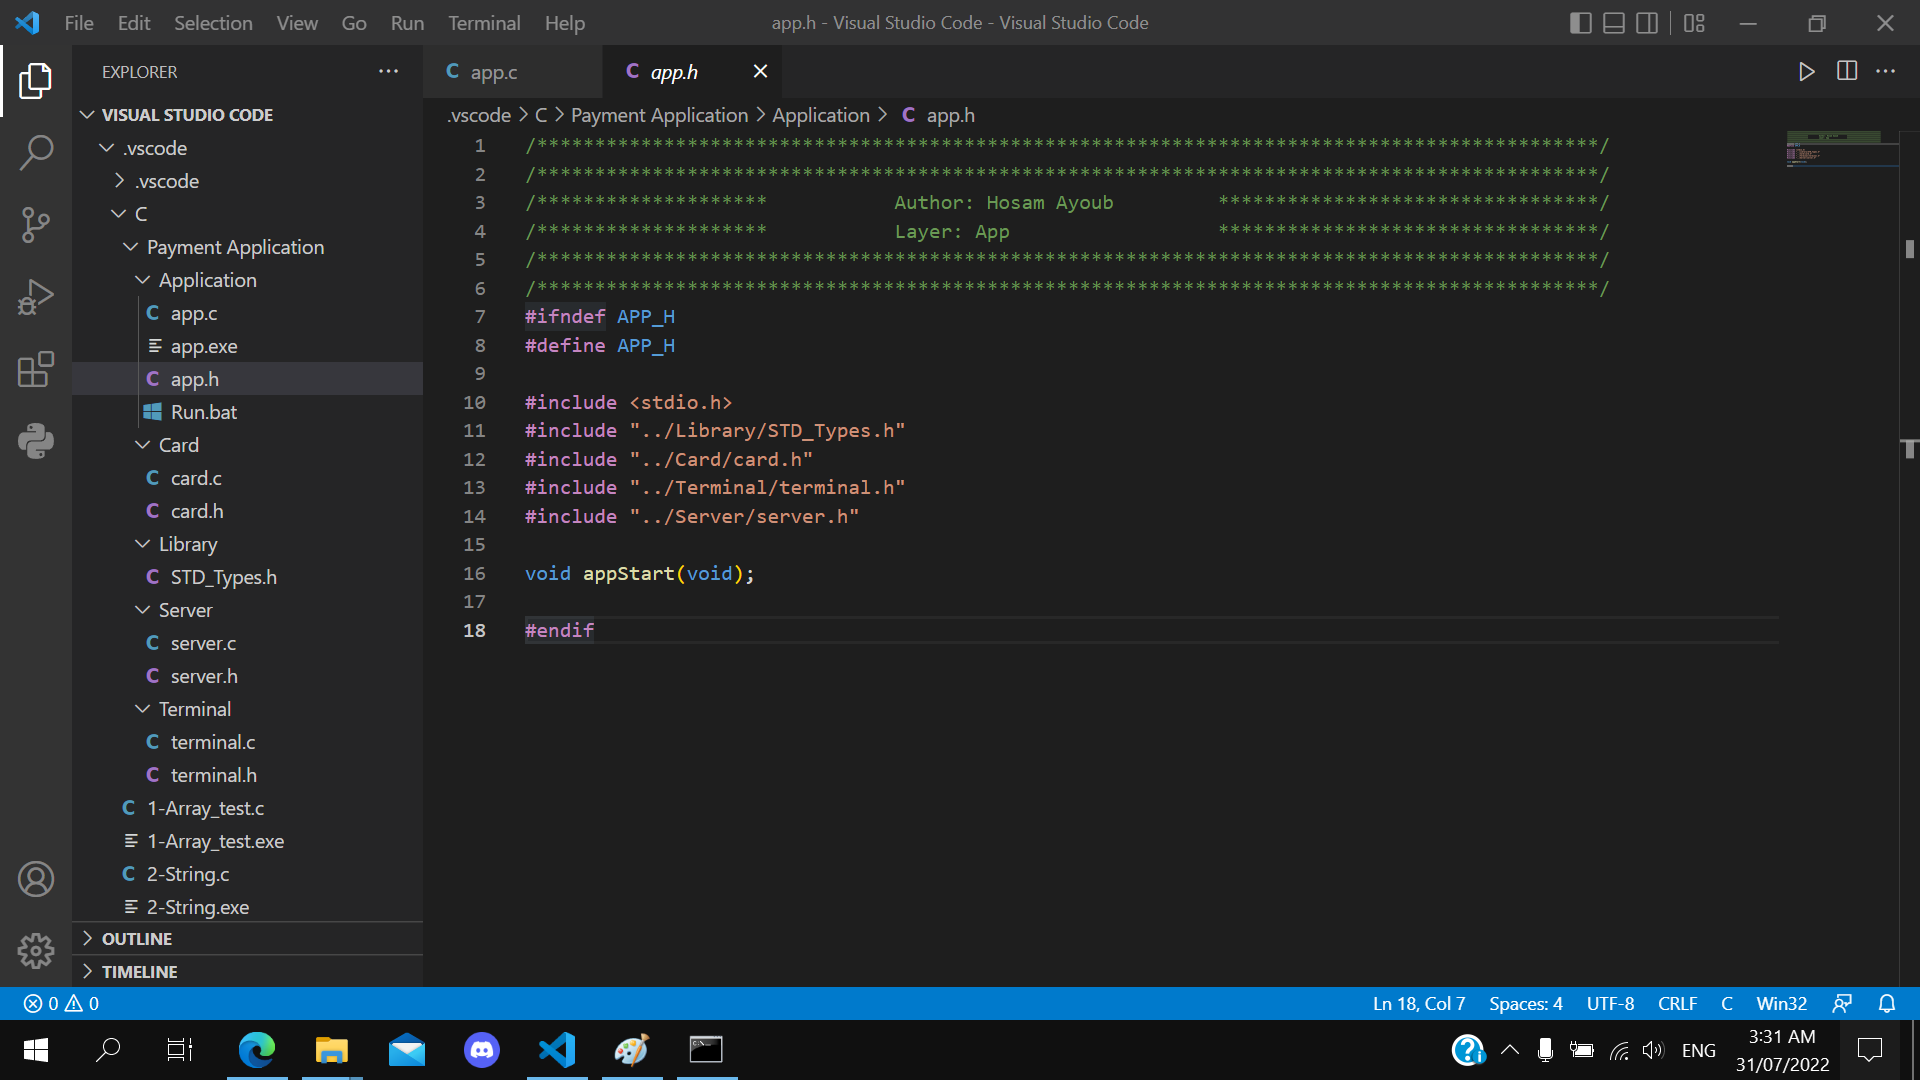 File Edit Selection View Go Run Terminal Help
app.h - Visual Studio Code - Visual Studio Code
EXPLORER
VISUAL STUDIO CODE
.vscode
.vscode
C
Payment Application
Application
app.c
app.exe
app.h
Run.bat
Card
card.c
card.h
Library
STD_Types.h
Server
server.c
server.h
Terminal
terminal.c
terminal.h
1-Array_test.c
1-Array_test.exe
2-String.c
2-String.exe
OUTLINE
TIMELINE
C app.c
C app.h
.vscode > C > Payment Application > Application > C app.h
1 /********************************************************************************************/
2 /********************************************************************************************/
3 /******************** Author: Hosam Ayoub *********************************/
4 /******************** Layer: App *********************************/
5 /********************************************************************************************/
6 /********************************************************************************************/
7 #ifndef APP_H
8 #define APP_H
9
10 #include <stdio.h>
11 #include "../Library/STD_Types.h"
12 #include "../Card/card.h"
13 #include "../Terminal/terminal.h"
14 #include "../Server/server.h"
15
16 void appStart(void);
17
18 #endif
0 0
Ln 18, Col 7 Spaces: 4 UTF-8 CRLF C Win32
ENG
3:31 AM
31/07/2022